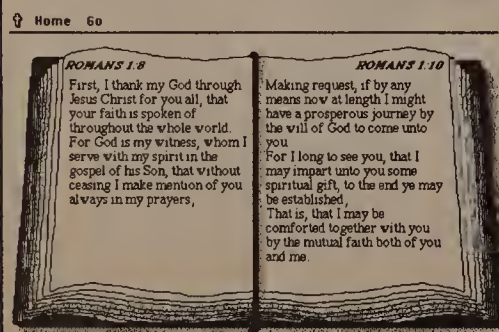 Home Go
ROMANS 1:8
First, I thank my God through
Jesus Christ for you all, that
your faith is spoken of
throughout the whole world.
For God is my witness, whom I
serve with my spirit in the
gospel of his Son, that without
ceasing I make mention of you
always in my prayers,
ROMANS 1:10
Making request, if by any
means now at length I might
have a prosperous journey by
the will of God to come unto
you
For I long to see you, that I
may impart unto you some
spiritual gift, to the end ye may
be established,
That is, that I may be
comforted together with you
by the mutual faith both of you
and me.